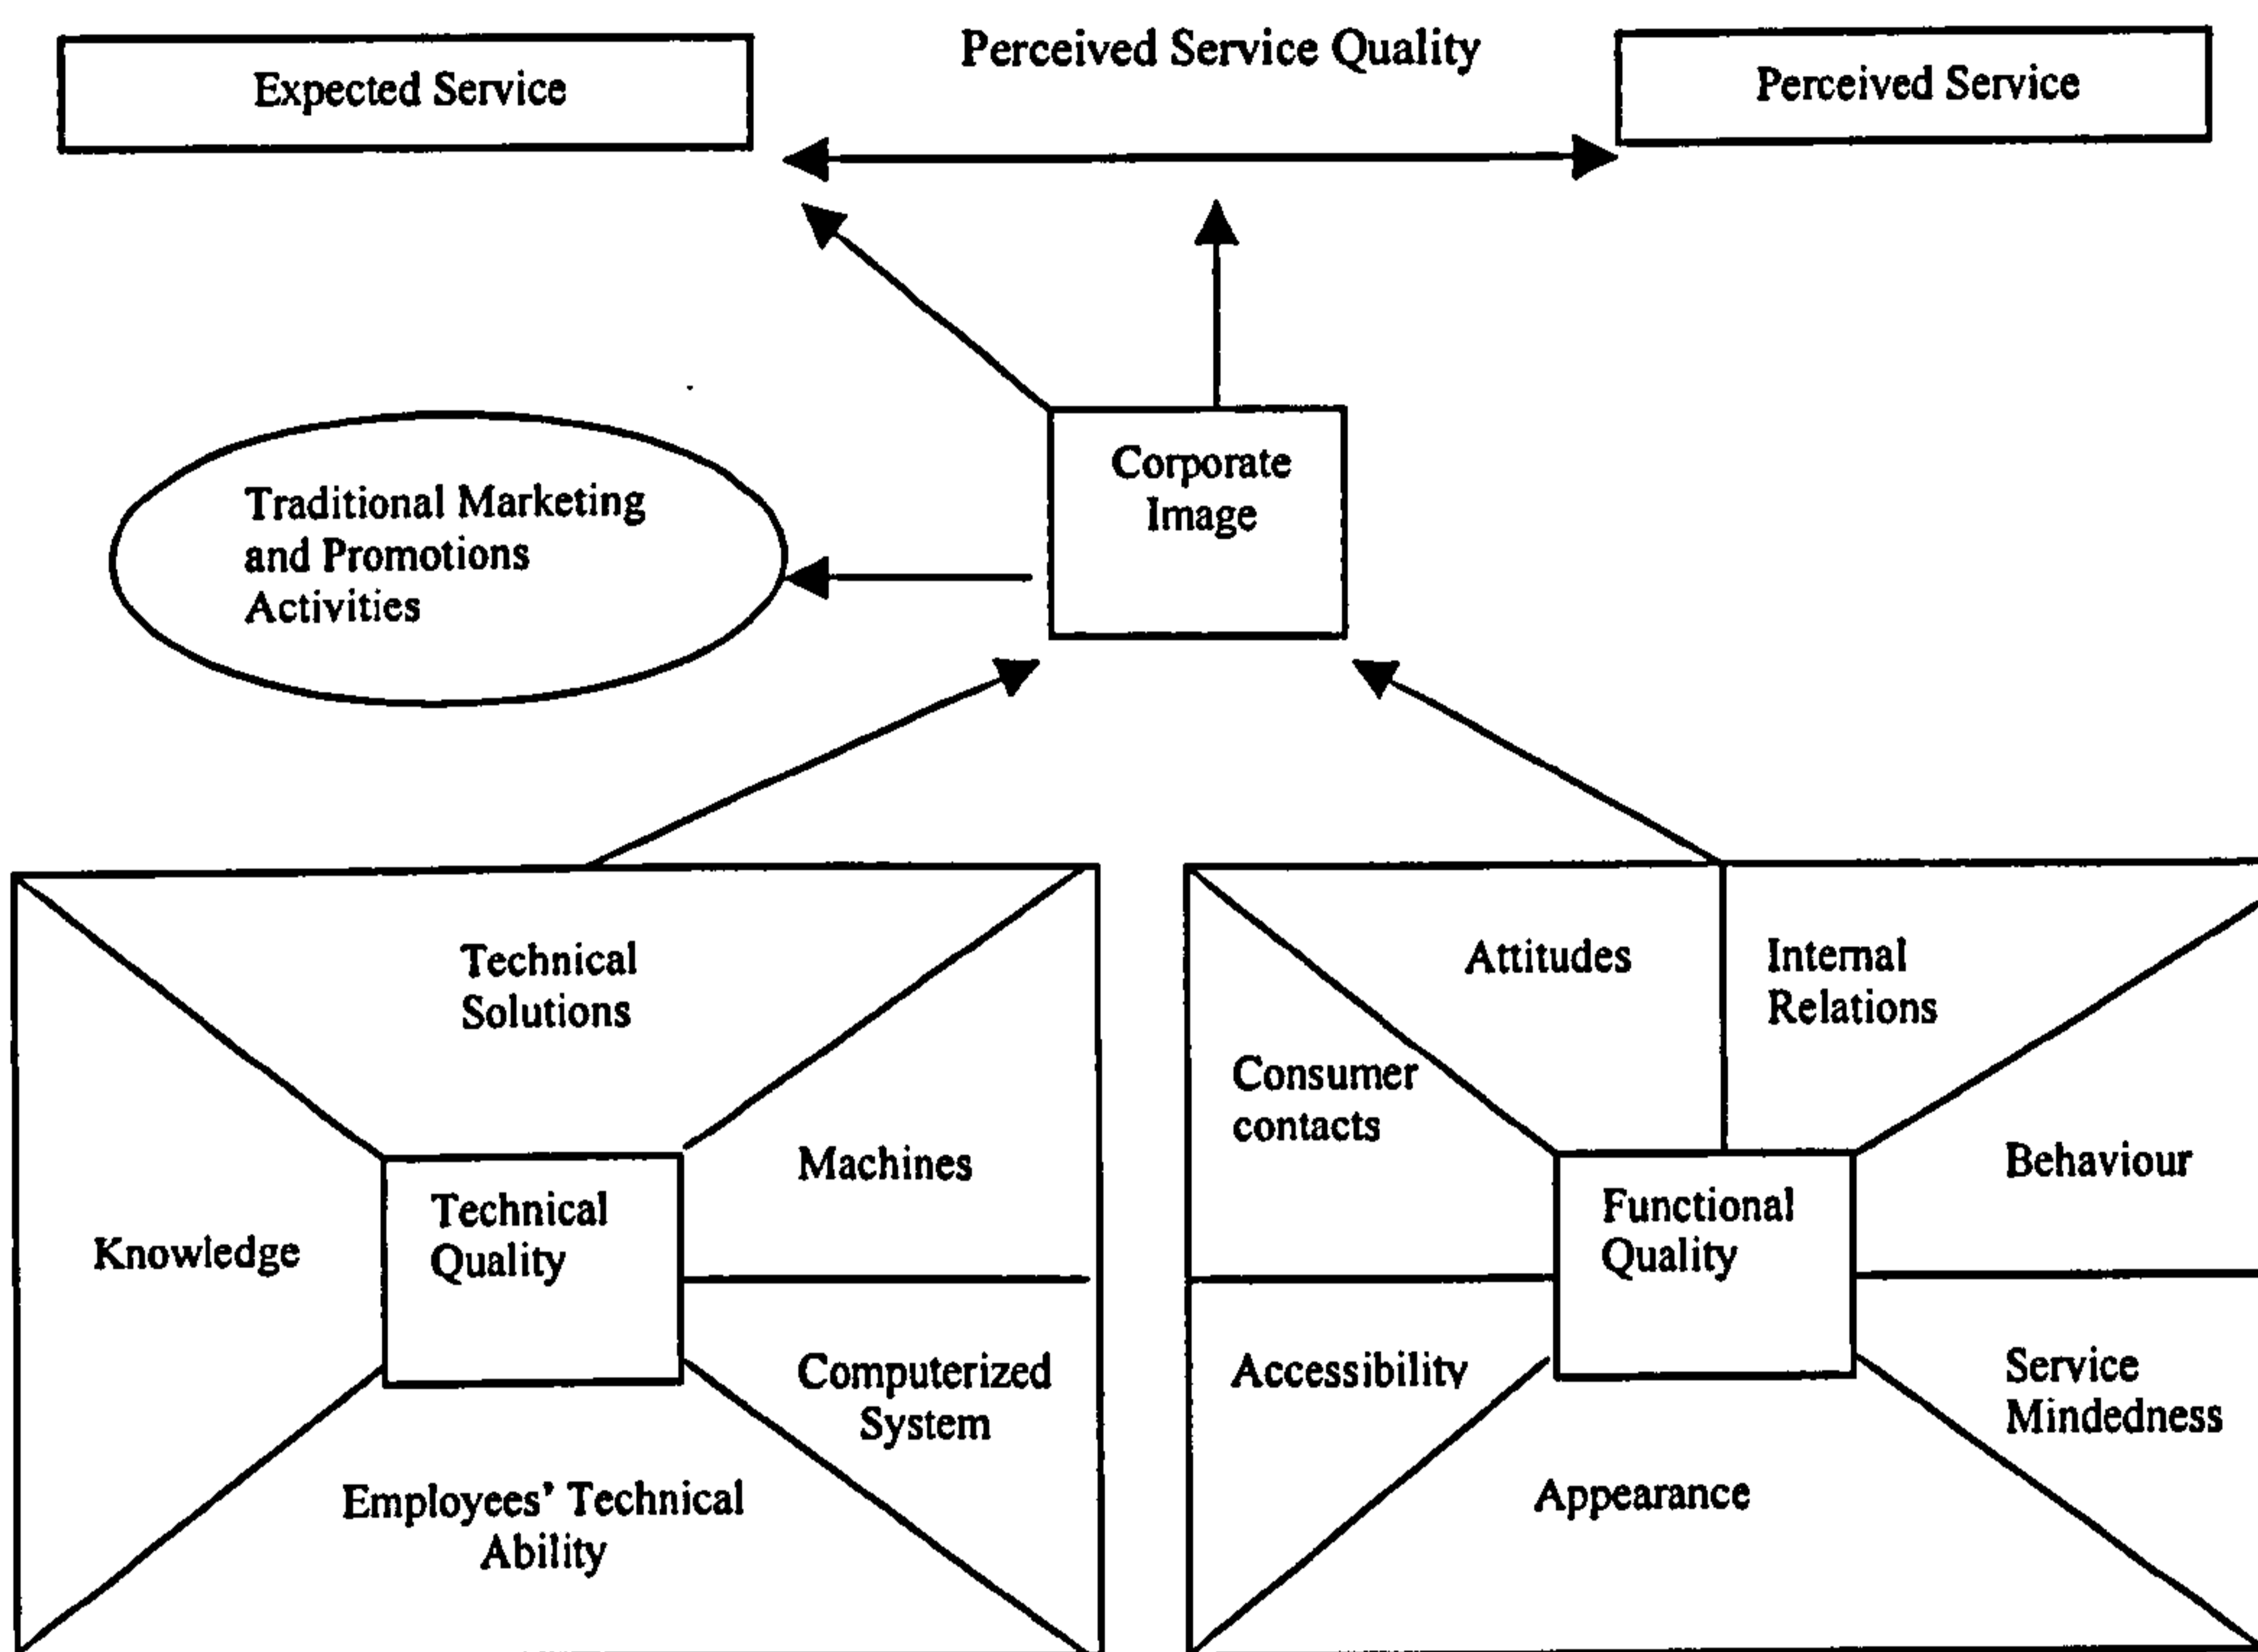 Expected Service
Perceived Service Quality
Perceived Service
Corporate
Image
Traditional Marketing
and Promotions
Activities
Technical
Solutions
Machines
Knowledge
Technical
Quality
Computerized
System
Employees' Technical
Ability
Attitudes
Internal
Relations
Consumer
contacts
Behaviour
Functional
Quality
Accessibility
Service
Mindedness
Appearance